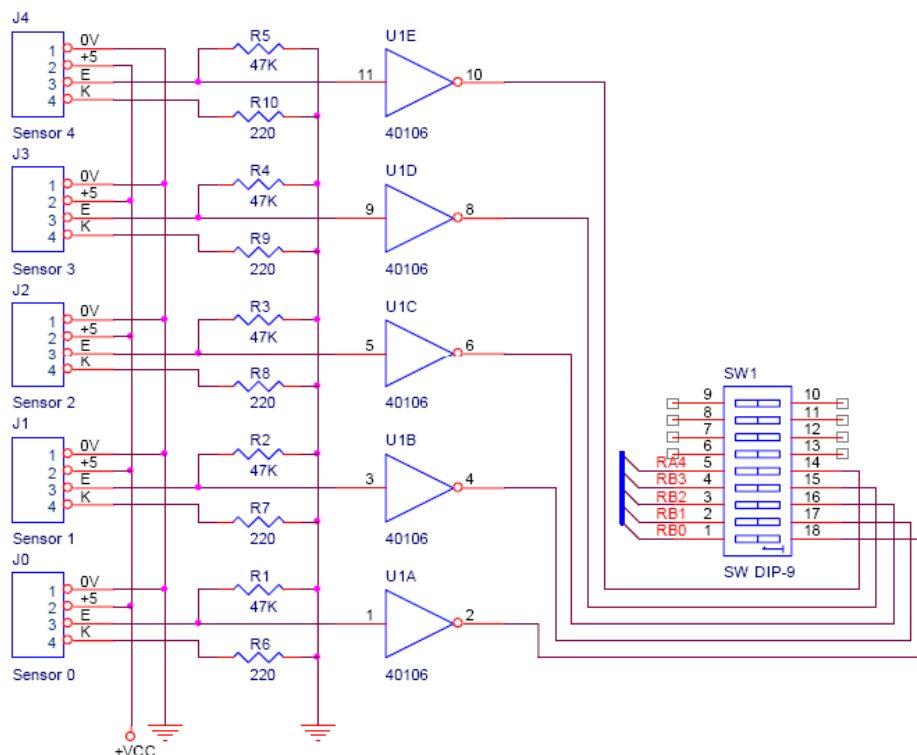 J4
R5
U1E
1 0V
2 +5
47K
3 E
11
10
4 K
R10
Sensor 4
220
40106
J3
R4
U1D
1 0V
2 +5
47K
3 E
9
8
4 K
R9
Sensor 3
220
40106
J2
R3
U1C
1 0V
2 +5
47K
3 E
5
6
4 K
R8
Sensor 2
220
40106
SW1
9 10
8 11
7 12
6 13
RA4 5 14
RB3 4 15
RB2 3 16
RB1 2 17
RB0 1 18
SW DIP-9
J1
R2
U1B
1 0V
2 +5
47K
3 E
3
4
4 K
R7
Sensor 1
220
40106
J0
R1
U1A
1 0V
2 +5
47K
3 E
1
2
4 K
R6
Sensor 0
220
40106
+VCC